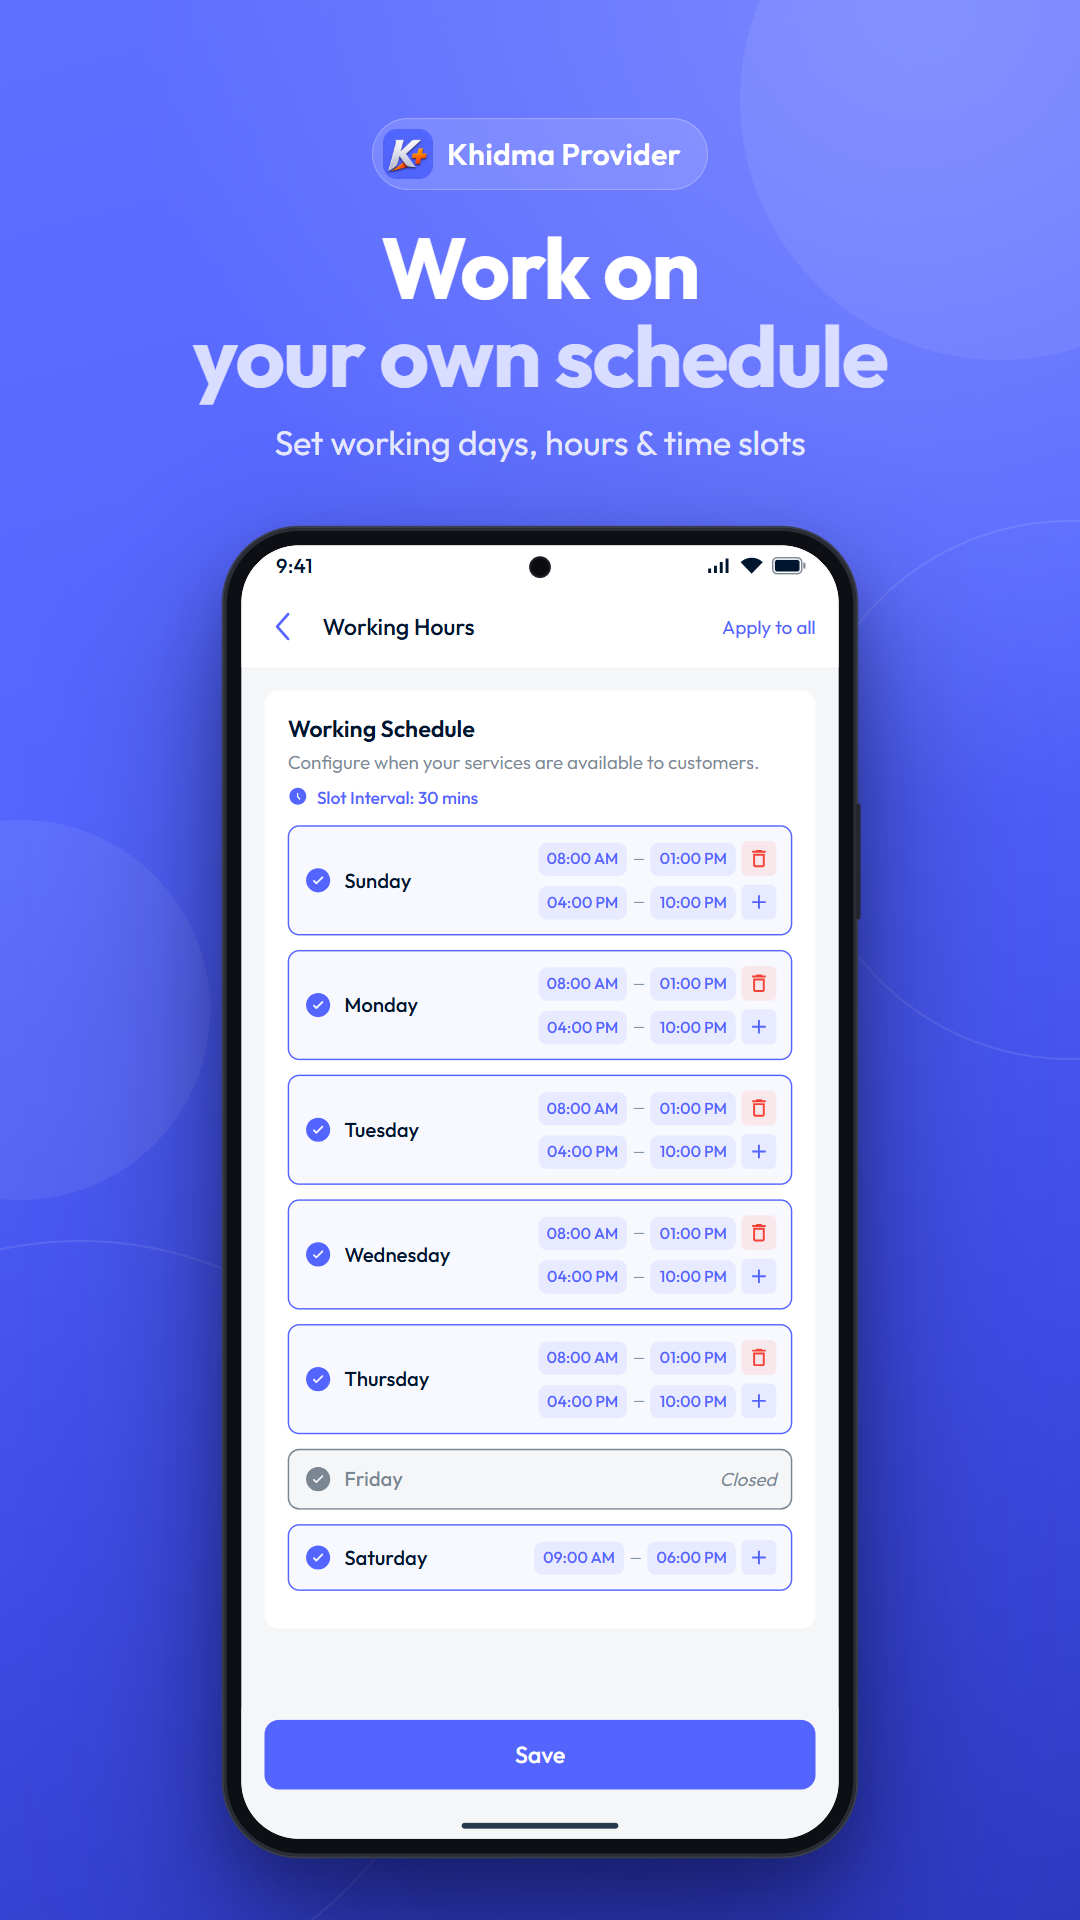 K+ Khidma Provider
Work on
your own schedule
Set working days, hours & time slots
9:41
Working Hours Apply to all
Working Schedule
Configure when your services are available to customers.
Slot Interval: 30 mins
Sunday
08:00 AM – 01:00 PM
04:00 PM – 10:00 PM +
Monday
08:00 AM – 01:00 PM
04:00 PM – 10:00 PM +
Tuesday
08:00 AM – 01:00 PM
04:00 PM – 10:00 PM +
Wednesday
08:00 AM – 01:00 PM
04:00 PM – 10:00 PM +
Thursday
08:00 AM – 01:00 PM
04:00 PM – 10:00 PM +
Friday Closed
Saturday 09:00 AM – 06:00 PM +
Save